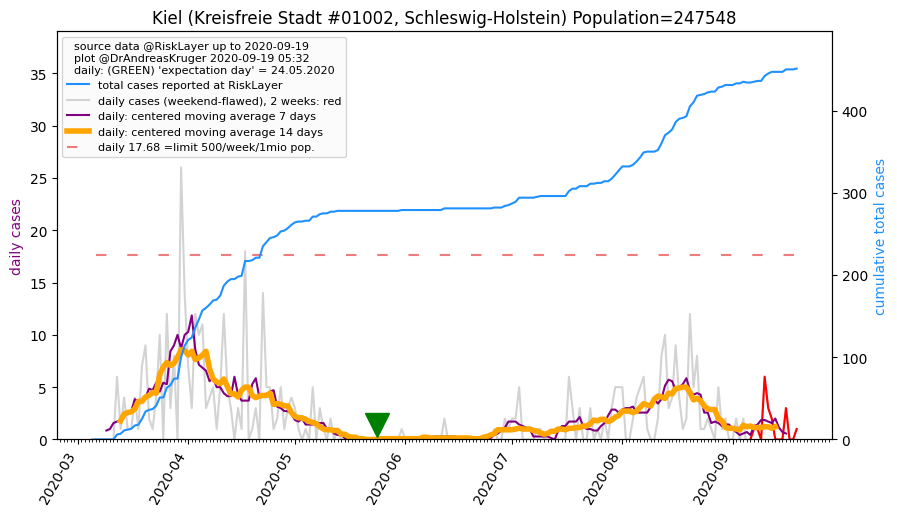 Kiel (Kreisfreie Stadt #01002, Schleswig-Holstein) Population=247548
source data @RiskLayer up to 2020-09-19
plot @DrAndreasKruger 2020-09-19 05:32
daily: (GREEN) 'expectation day' = 24.05.2020
total cases reported at RiskLayer
daily cases (weekend-flawed), 2 weeks: red
daily: centered moving average 7 days
daily: centered moving average 14 days
daily 17.68 =limit 500/week/1mio pop.
daily cases
35
30
25
20
15
10
5
0
cumulative total cases
400
300
200
100
0
2020-03
2020-04
2020-05
2020-06
2020-07
2020-08
2020-09